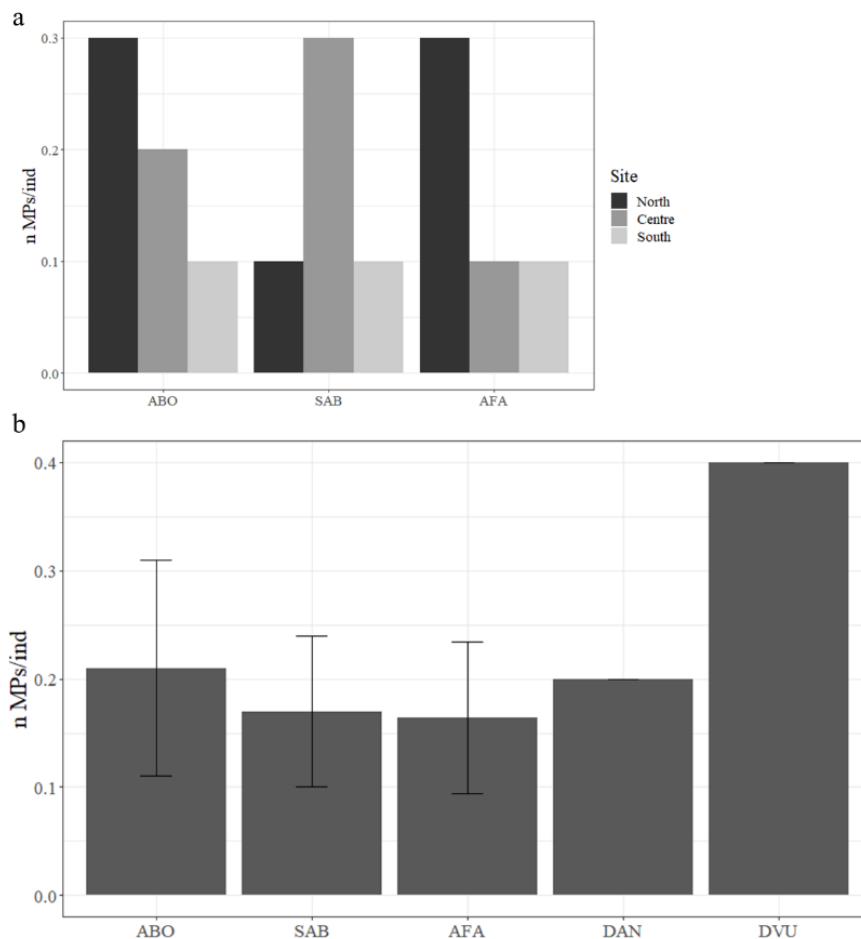 a
0.3
0.2
0.1
0.0
n MPs/ind
ABO SAB AFA
Site
North
Centre
South
b
0.4
0.3
0.2
0.1
0.0
n MPs/ind
ABO SAB AFA DAN DVU